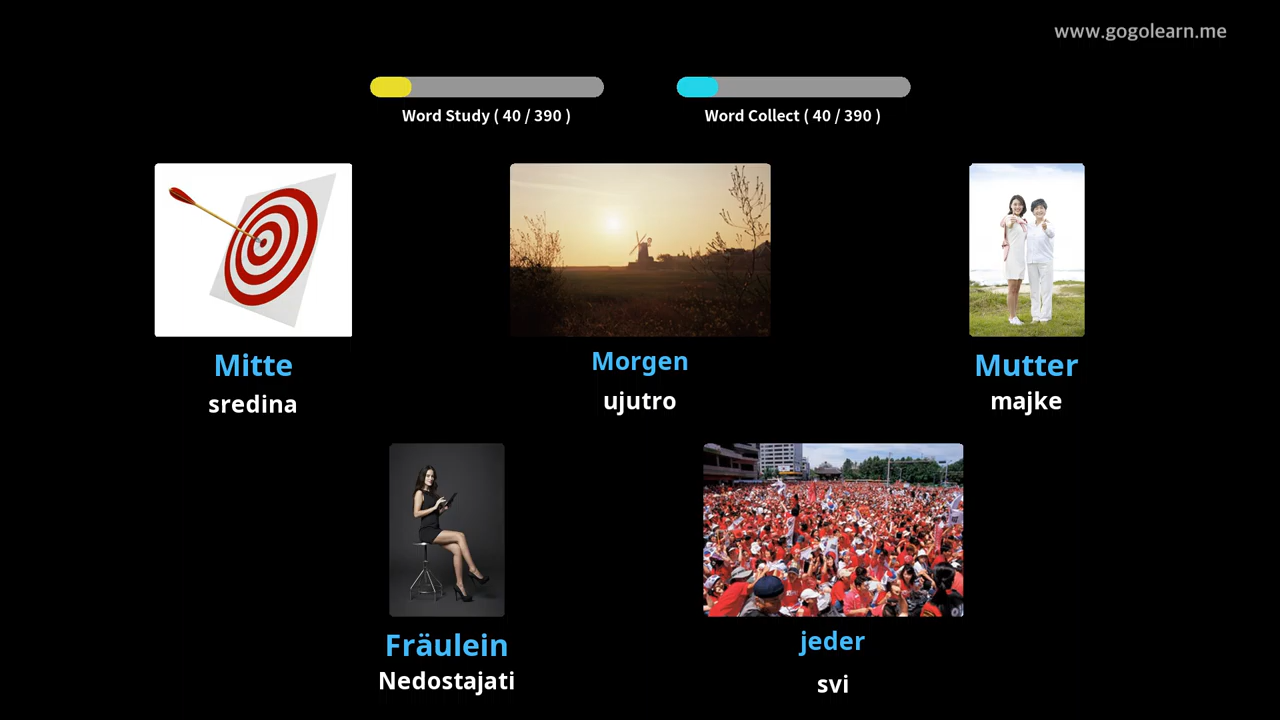 www.gogolearn.me
Word Study ( 40 / 390 )
Word Collect ( 40 / 390 )
Mitte
sredina
Morgen
ujutro
Mutter
majke
Fräulein
Nedostajati
jeder
svi